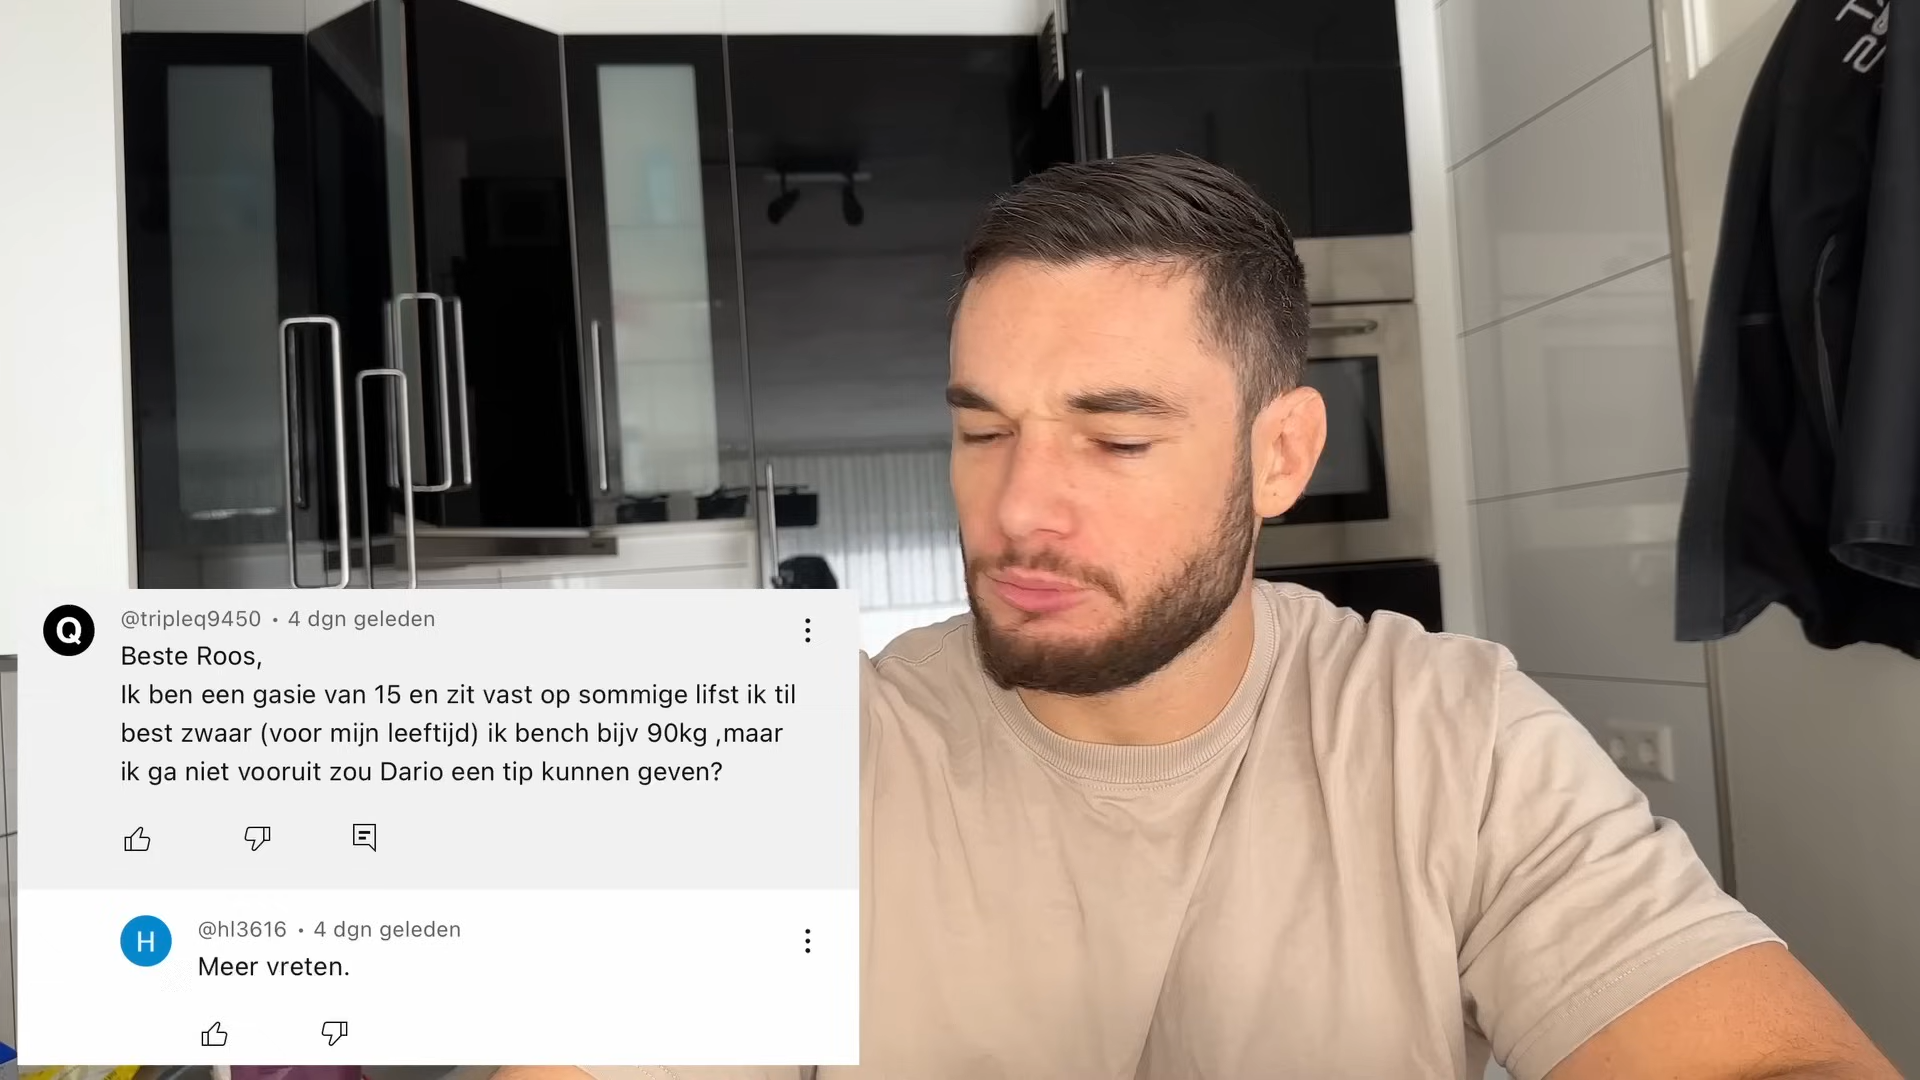 @tripleq9450 • 4 dgn geleden
Beste Roos,
Ik ben een gasie van 15 en zit vast op sommige lifst ik til
best zwaar (voor mijn leeftijd) ik bench bijv 90kg ,maar
ik ga niet vooruit zou Dario een tip kunnen geven?
@hl3616 • 4 dgn geleden
Meer vreten.
Q
H